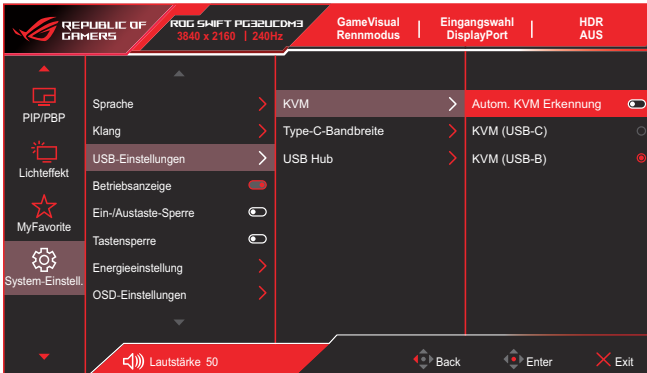 REPUBLIC OF
GAMERS
ROG SWIFT PG32UCDM3
3840 x 2160 | 240Hz
GameVisual
Rennmodus
Eingangswahl
DisplayPort
HDR
AUS
PIP/PBP
Lichteffekt
MyFavorite
System-Einstell.
Sprache
Klang
USB-Einstellungen
Betriebsanzeige
Ein-/Austaste-Sperre
Tastensperre
Energieeinstellung
OSD-Einstellungen
KVM
Type-C-Bandbreite
USB Hub
Autom. KVM Erkennung
KVM (USB-C)
KVM (USB-B)
Lautstärke 50
Back
Enter
Exit